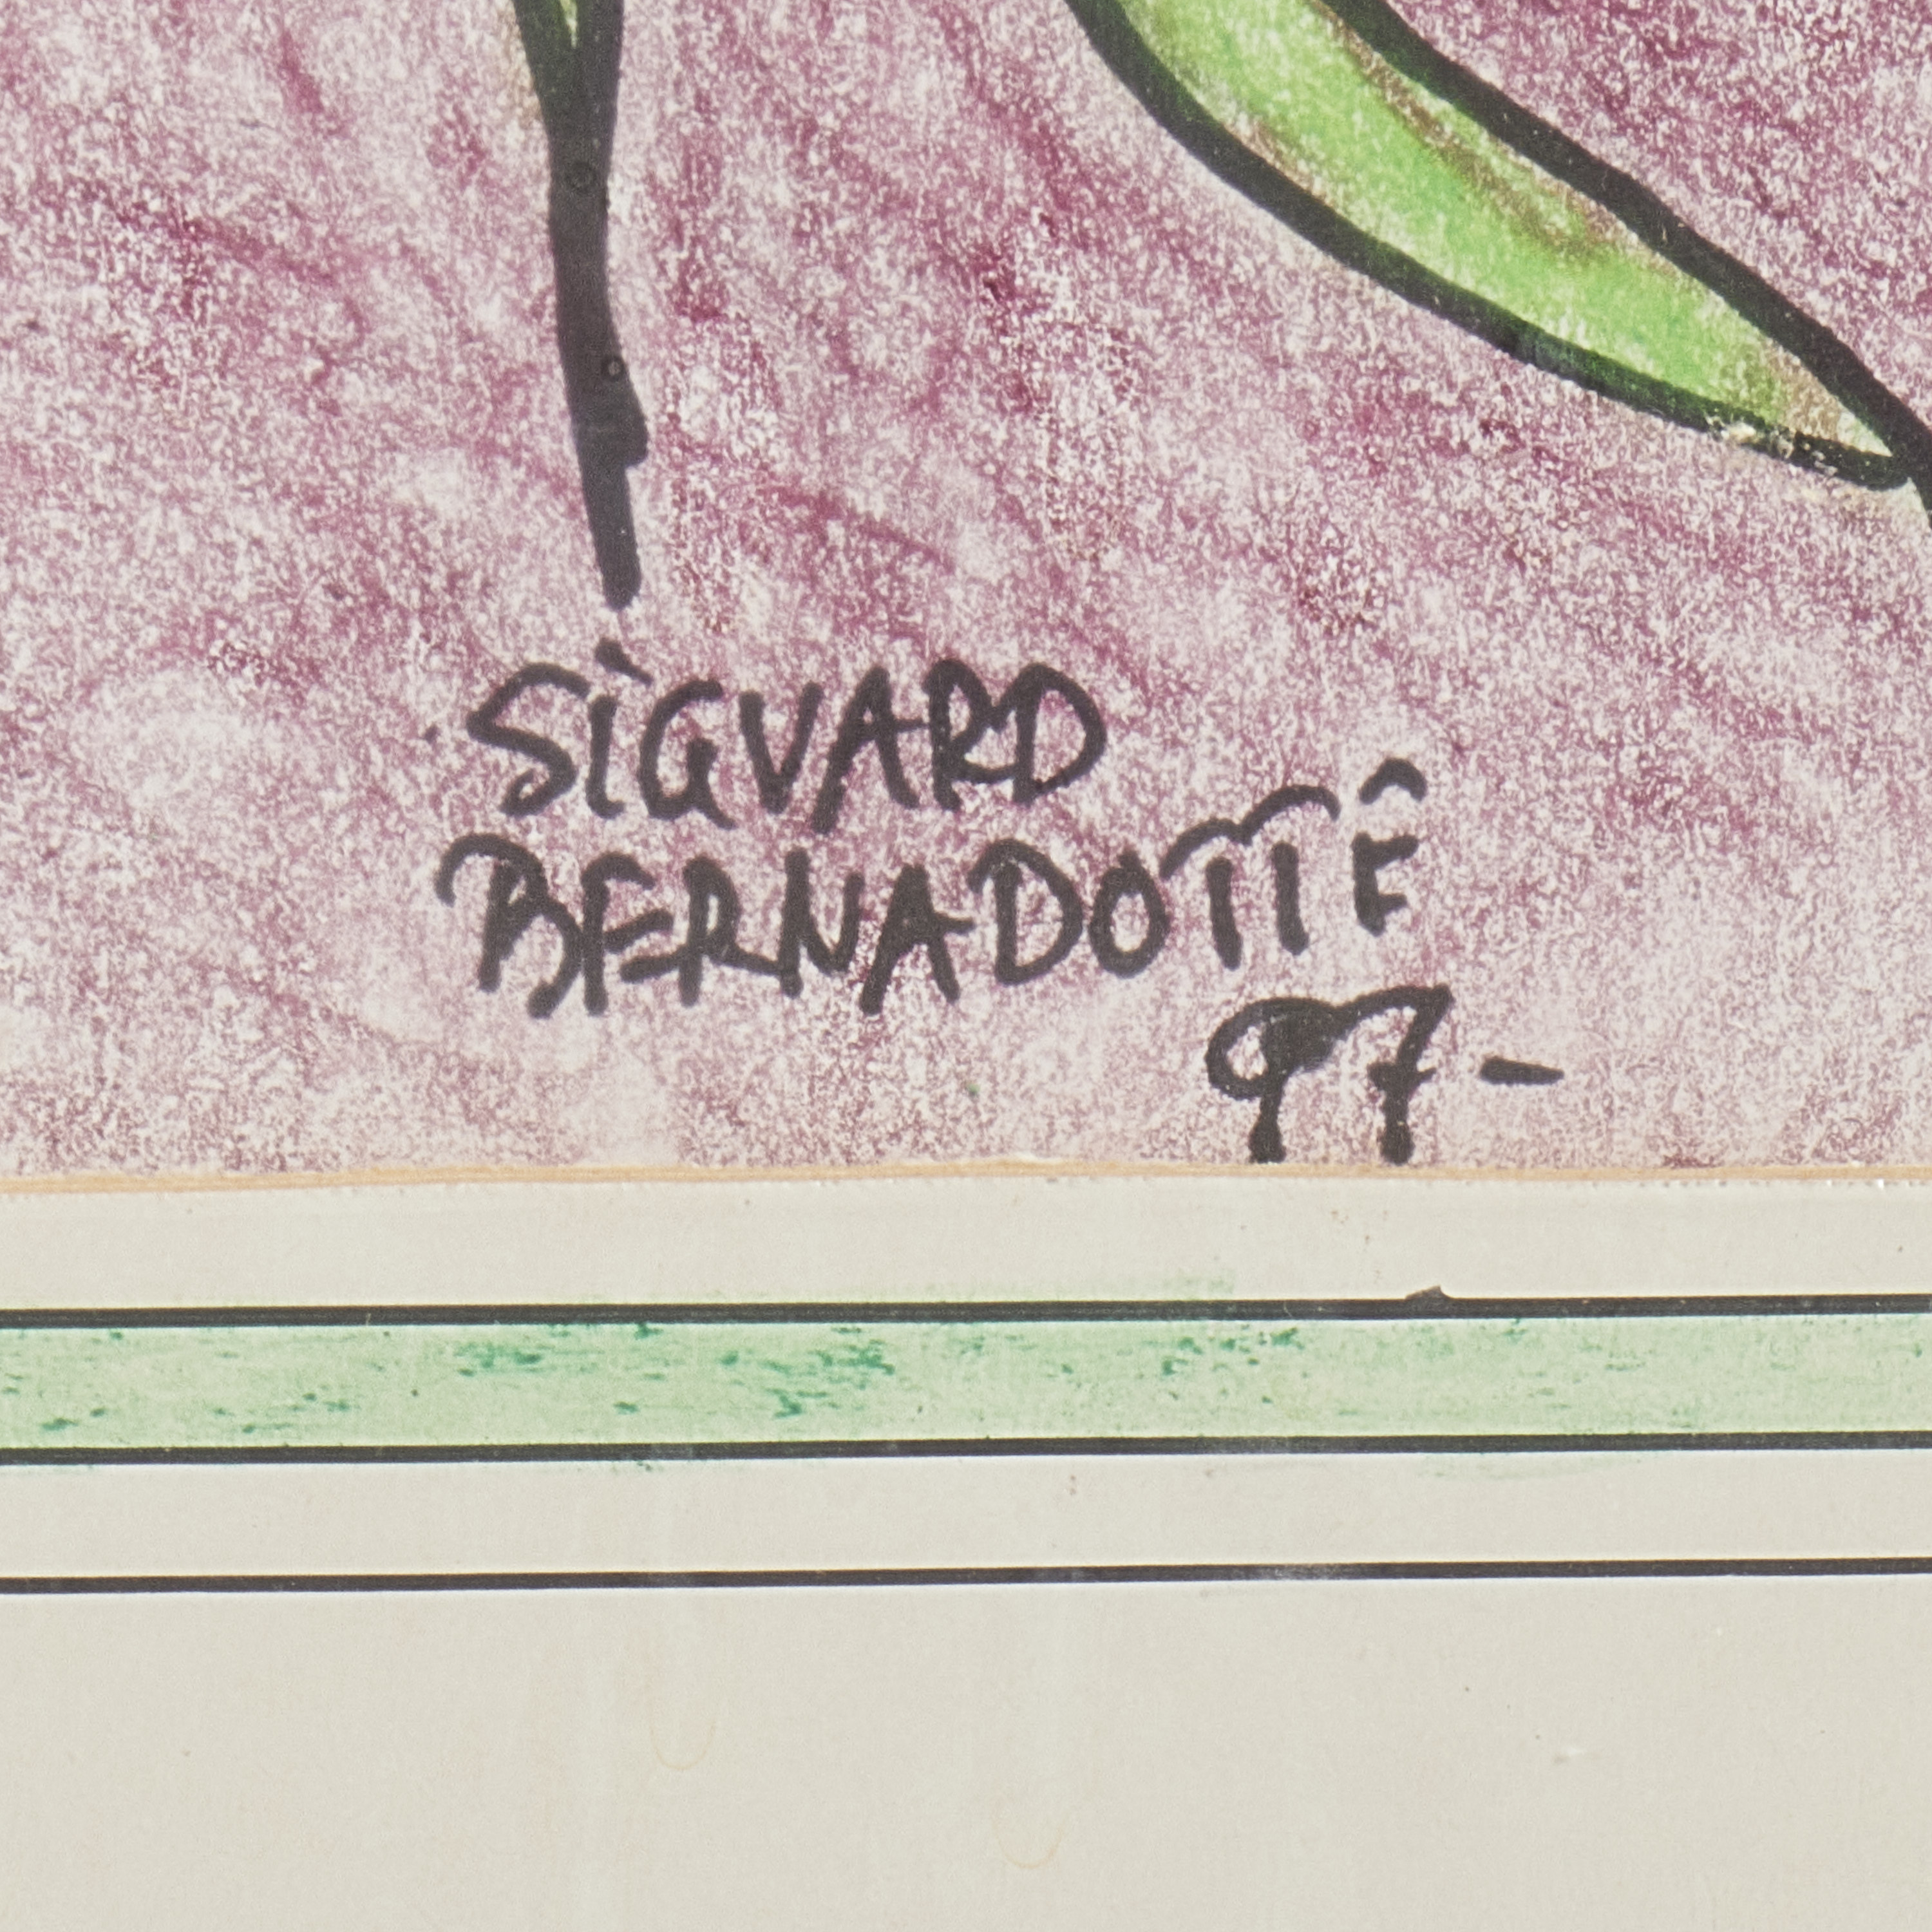 SIGVARD
BERNADOTTE
97-